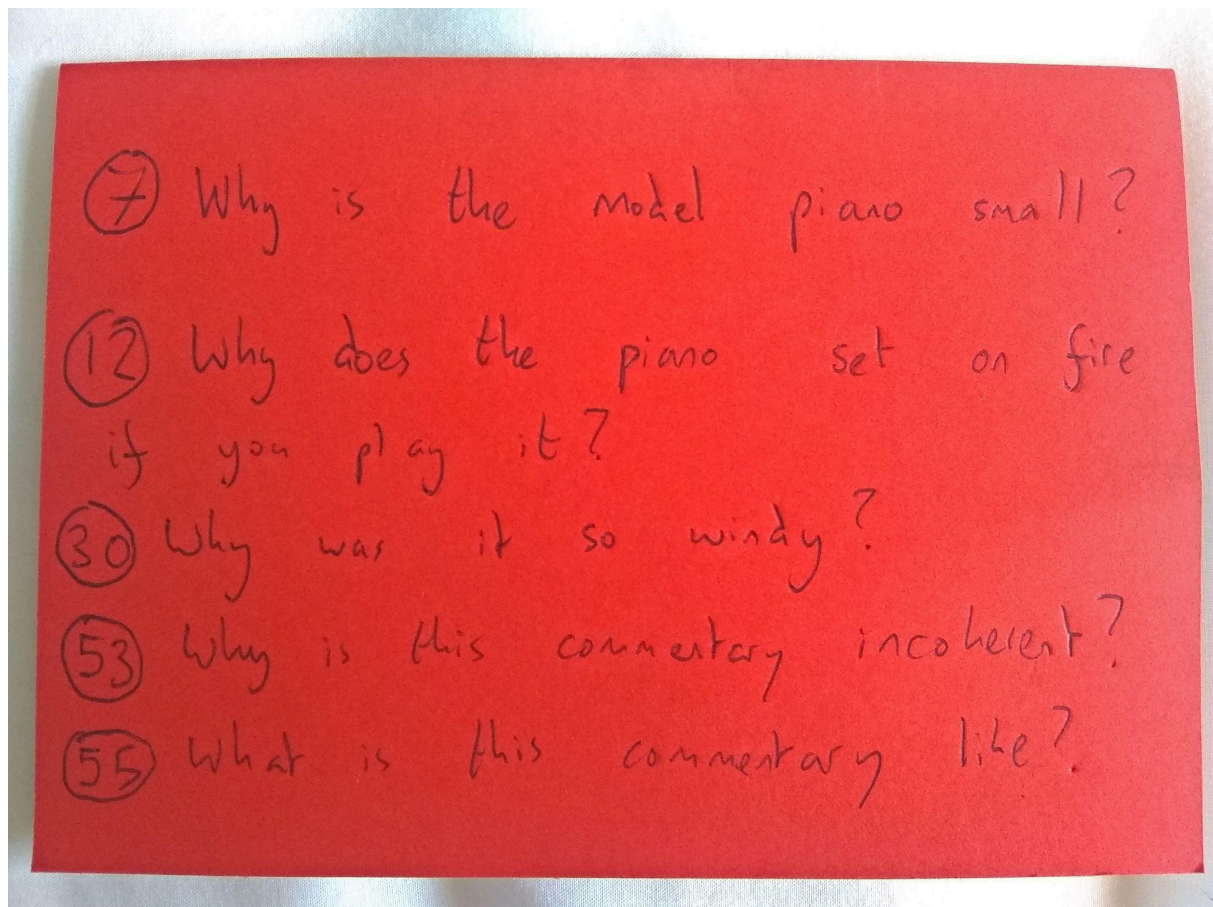 7 Why is the model piano small?
12 Why does the piano set on fire
if you play it?
30 Why was it so windy?
53 Why is this commentary incoherent?
55 What is this commentary like?